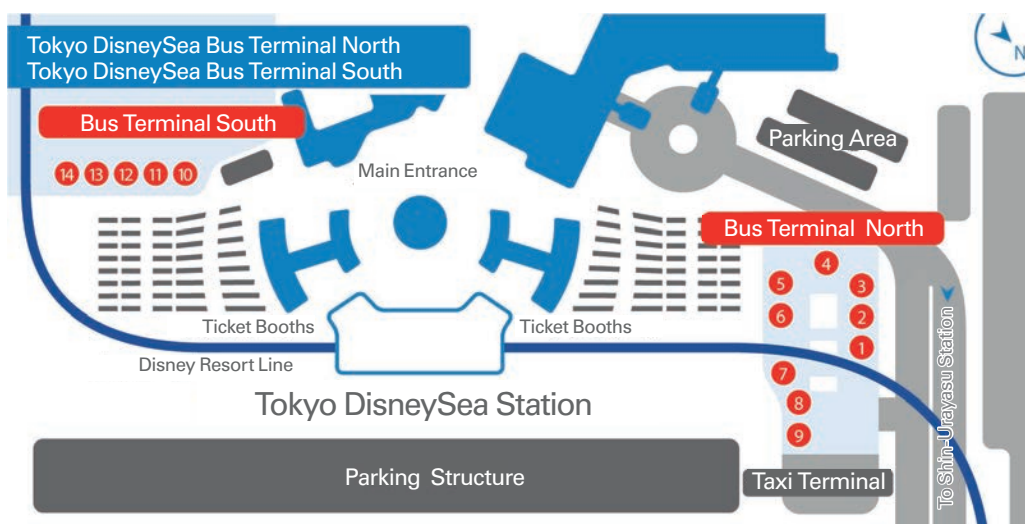 Tokyo DisneySea Bus Terminal North
Tokyo DisneySea Bus Terminal South
N
Bus Terminal South
Parking Area
14 13 12 11 10
Main Entrance
Bus Terminal North
4
5
3
6
2
1
Ticket Booths
Ticket Booths
Disney Resort Line
7
8
9
Tokyo DisneySea Station
To Shin-Urayasu Station
Parking Structure
Taxi Terminal